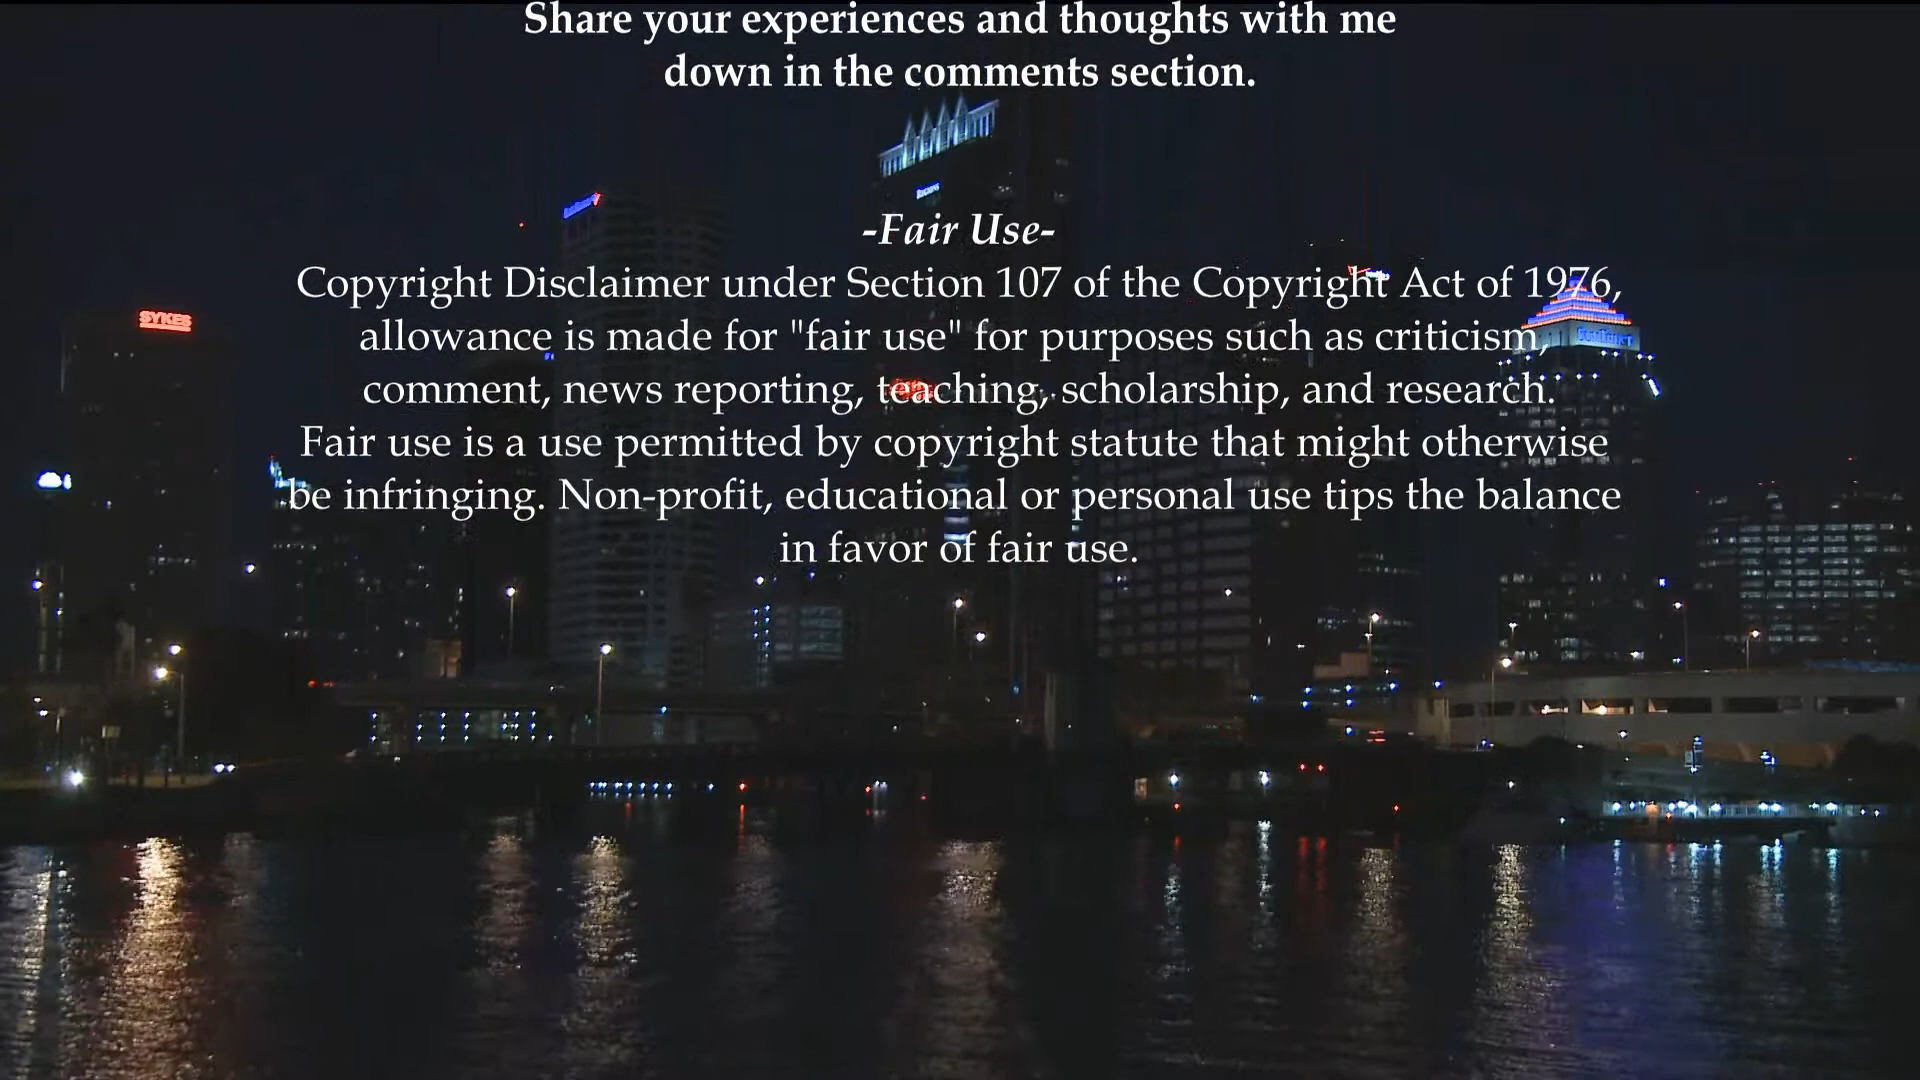 Share your experiences and thoughts with me
down in the comments section.
REGIONS
-Fair Use-
Copyright Disclaimer under Section 107 of the Copyright Act of 1976,
SYKES
allowance is made for "fair use" for purposes such as criticism,
comment, news reporting, teaching, scholarship, and research.
Fair use is a use permitted by copyright statute that might otherwise
be infringing. Non-profit, educational or personal use tips the balance
in favor of fair use.